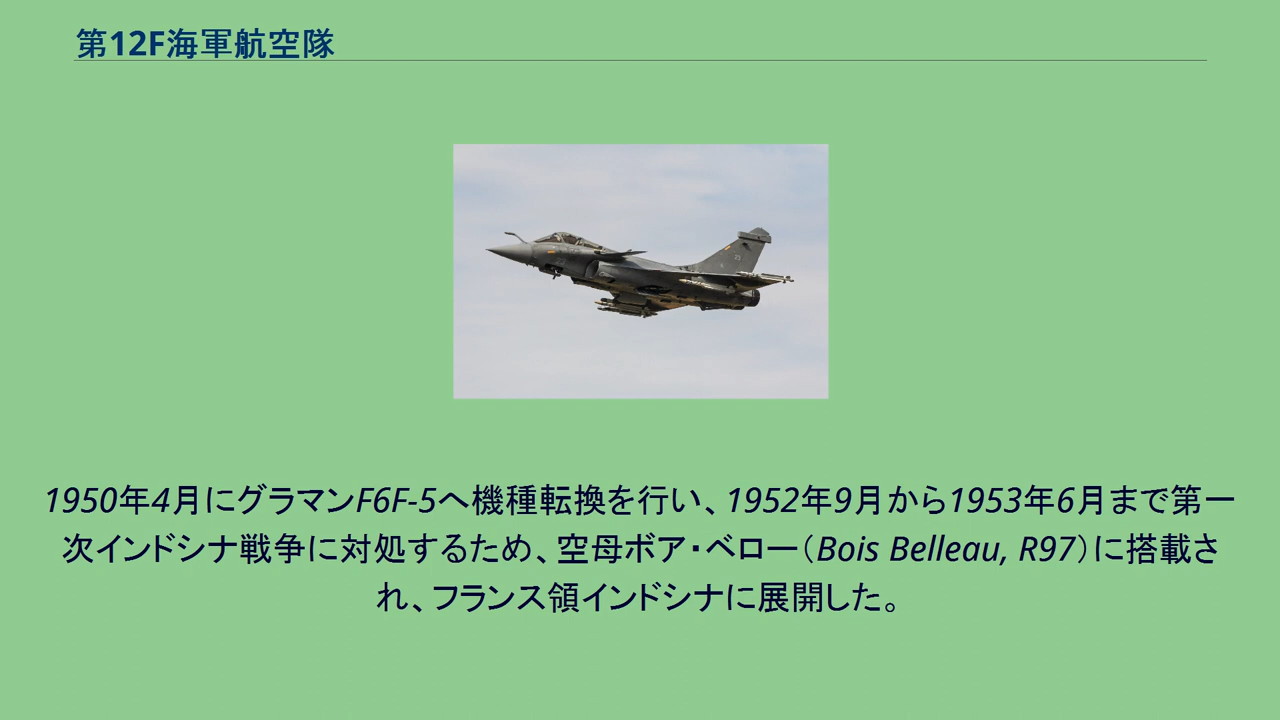 第12F海軍航空隊
1950年4月にグラマンF6F-5へ機種転換を行い、1952年9月から1953年6月まで第一
次インドシナ戦争に対処するため、空母ボア・ベロー（Bois Belleau, R97）に搭載さ
れ、フランス領インドシナに展開した。